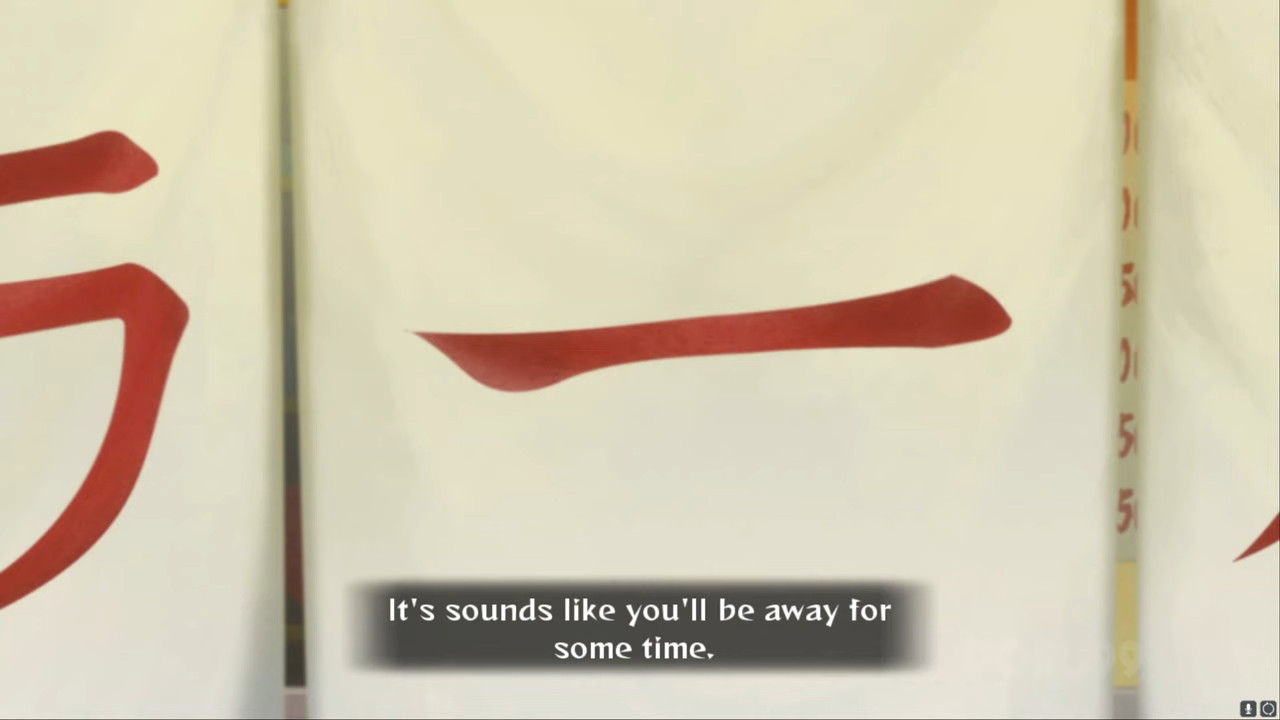 ラー
It's sounds like you'll be away for
some time.